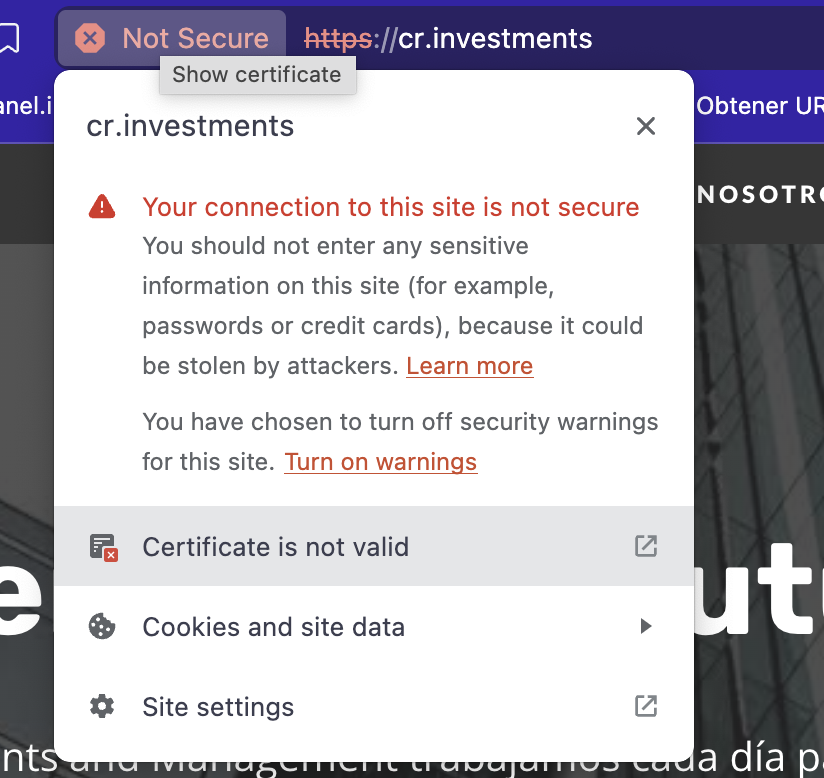 Not Secure https://cr.investments
Show certificate
Obtener UR
cr.investments
NOSOTRO
Your connection to this site is not secure
You should not enter any sensitive
information on this site (for example,
passwords or credit cards), because it could
be stolen by attackers. Learn more
You have chosen to turn off security warnings
for this site. Turn on warnings
Certificate is not valid
Cookies and site data
Site settings
nts and Management trabajamos cada día pa